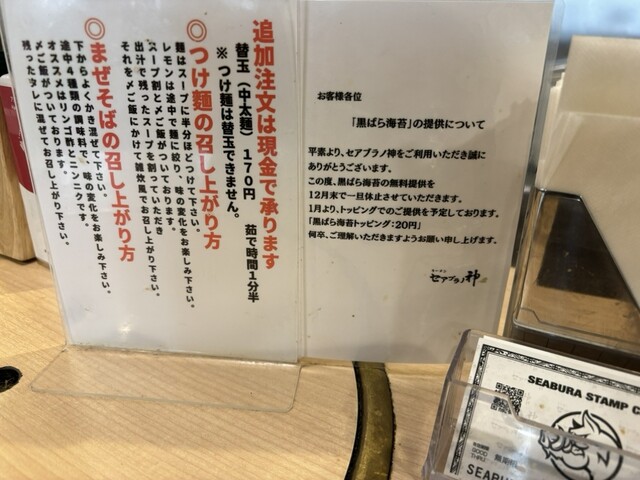 追加注文は現金で承ります
替玉（中太麺）１７０円　茹で時間１分半
※つけ麺は替玉できません。
◎つけ麺の召し上がり方
麺はスープに半分ほどつけて下さい。
レモンは途中で麺に絞り、味の変化をお楽しみ下さい。
スープ割と〆ご飯がついております。
出汁で残ったスープを割っていただき
それを〆ご飯にかけて雑炊風でお召し上がり下さい。
◎まぜそばの召し上がり方
下からよくかき混ぜて下さい。
途中４種類の調味料で、味の変化をお楽しみ下さい。
オススメはリンゴ酢とニンニクです。
〆ご飯がついております。
残ったタレに混ぜてお召し上がり下さい。
お客様各位
「黒ばら海苔」の提供について
平素より、セアブラノ神をご利用いただき誠に
ありがとうございます。
この度、黒ばら海苔の無料提供を
12月末で一旦休止させていただきます。
1月より、トッピングでのご提供を予定しております。
「黒ばら海苔トッピング：20円」
何卒、ご理解いただきますようお願い申し上げます。
セアブラノ神
SEABURA STAMP C
GOOD
THRU
SEABUR